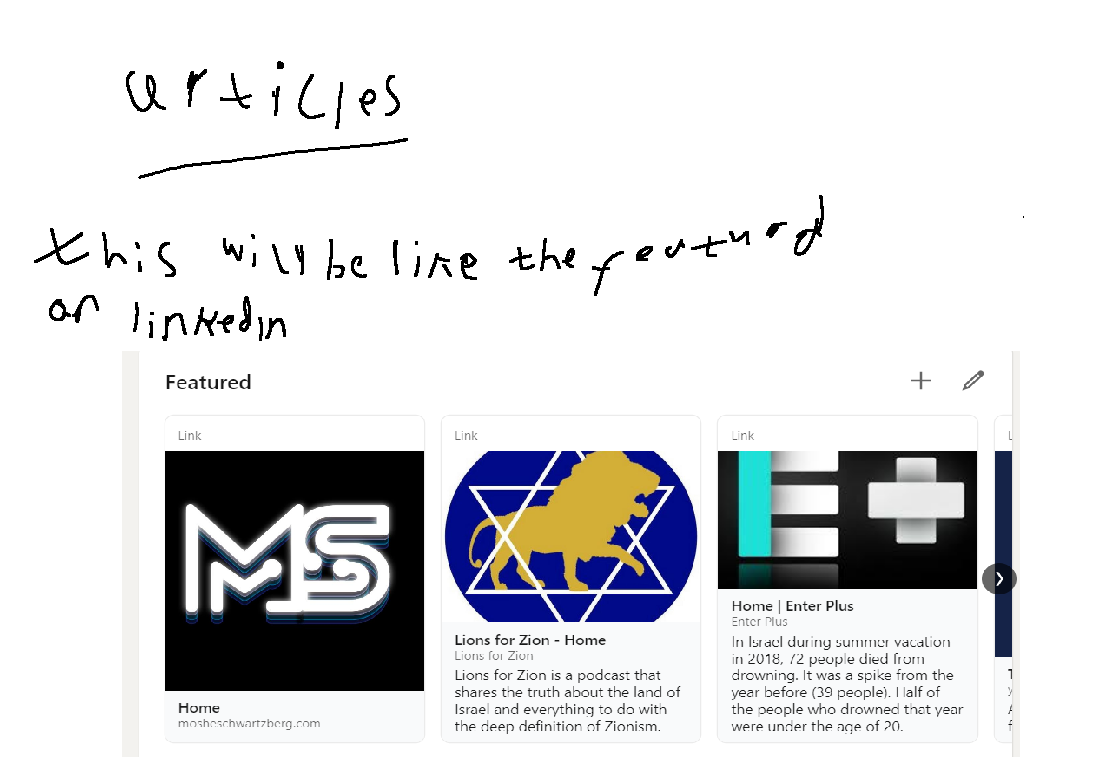 articles
this will be like the featurd
on linkedin
Featured
Link
Link
Link
L
MS
E+
Home
mosheschwartzberg.com
Lions for Zion - Home
Lions for Zion
Lions for Zion is a podcast that
shares the truth about the land of
Israel and everything to do with
the deep definition of Zionism.
Home | Enter Plus
Enter Plus
In Israel during summer vacation
in 2018, 72 people died from
drowning. It was a spike from the
year before (39 people). Half of
the people who drowned that year
were under the age of 20.